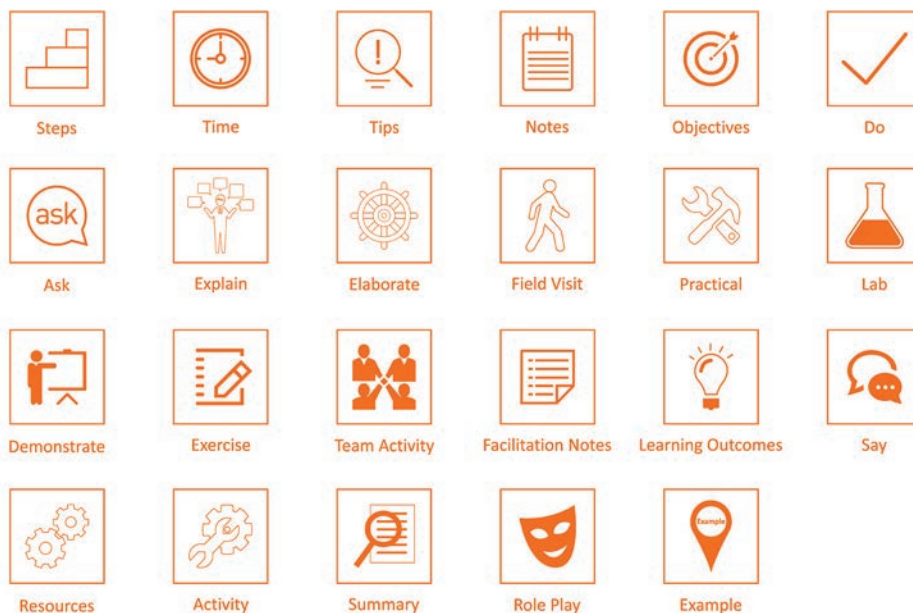 Steps
Time
Tips
Notes
Objectives
Do
ask
Ask
Explain
Elaborate
Field Visit
Practical
Lab
Demonstrate
Exercise
Team Activity
Facilitation Notes
Learning Outcomes
Say
Resources
Activity
Summary
Role Play
Example
Example